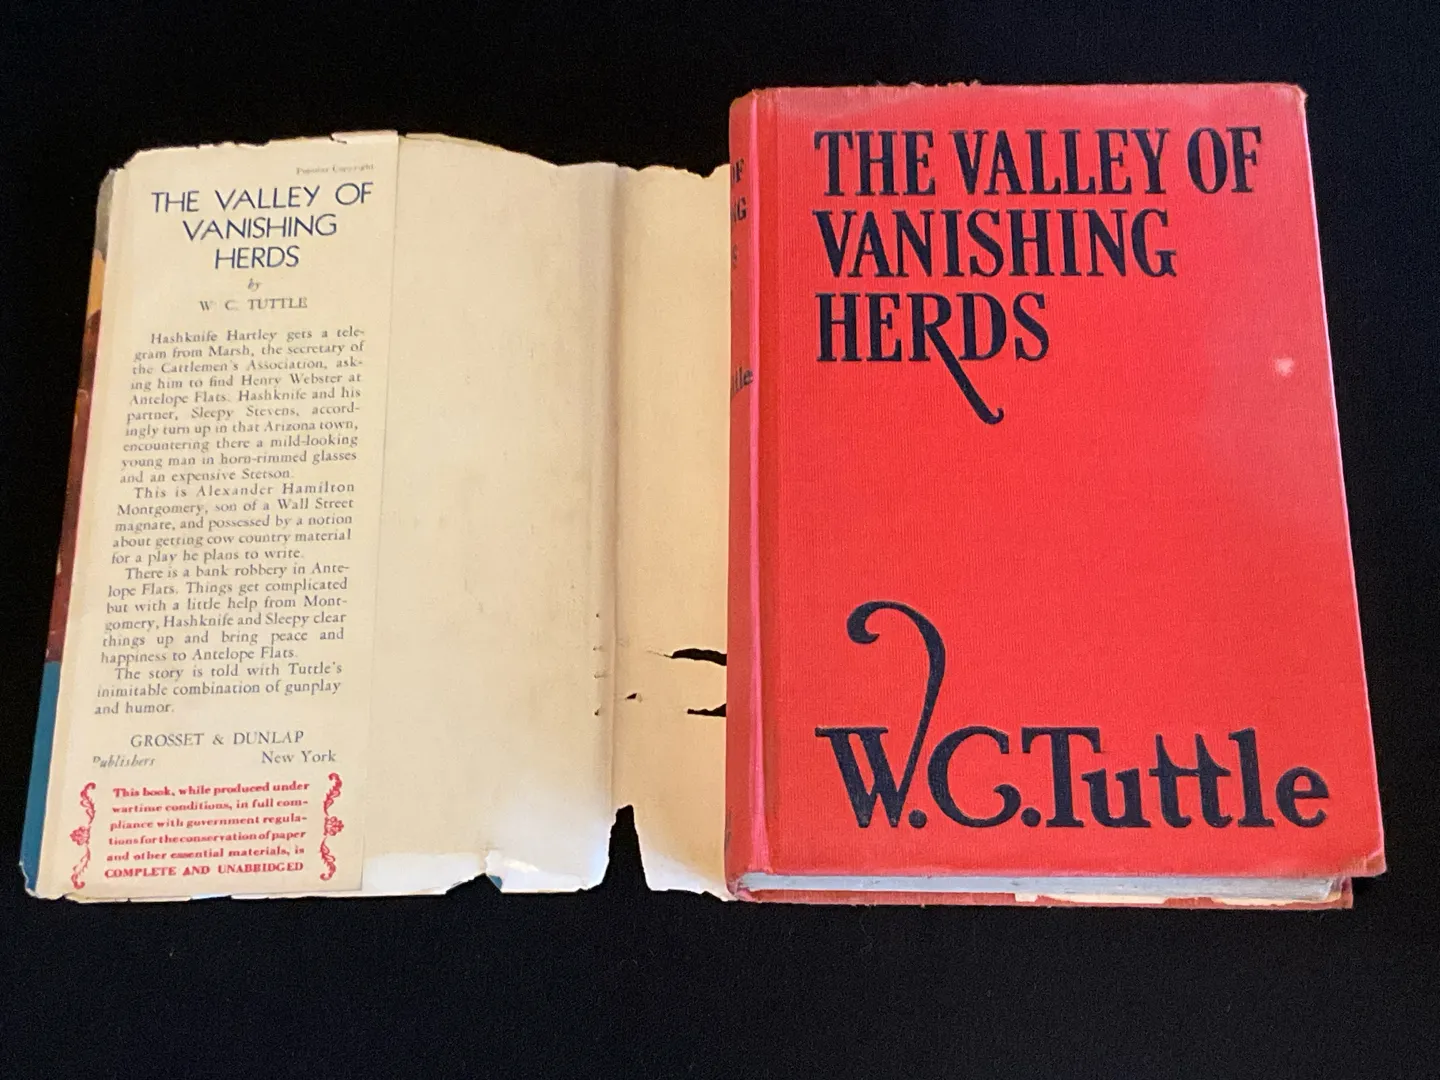 Popular Copyright
THE VALLEY OF
VANISHING
HERDS
by
W. C. TUTTLE
Hashknife Hartley gets a tele-
gram from Marsh, the secretary of
the Cattlemen's Association, ask-
ing him to find Henry Webster at
Antelope Flats. Hashknife and his
partner, Sleepy Stevens, accord-
ingly turn up in that Arizona town,
encountering there a mild-looking
young man in horn-rimmed glasses
and an expensive Stetson.
This is Alexander Hamilton
Montgomery, son of a Wall Street
magnate, and possessed by a notion
about getting cow country material
for a play he plans to write.
There is a bank robbery in Ante-
lope Flats. Things get complicated
but with a little help from Mont-
gomery, Hashknife and Sleepy clear
things up and bring peace and
happiness to Antelope Flats.
The story is told with Tuttle's
inimitable combination of gunplay
and humor.
GROSSET & DUNLAP
Publishers New York
This book, while produced under
wartime conditions, in full com-
pliance with government regula-
tions for the conservation of paper
and other essential materials, is
COMPLETE AND UNABRIDGED
THE VALLEY OF
VANISHING
HERDS
W.C.Tuttle